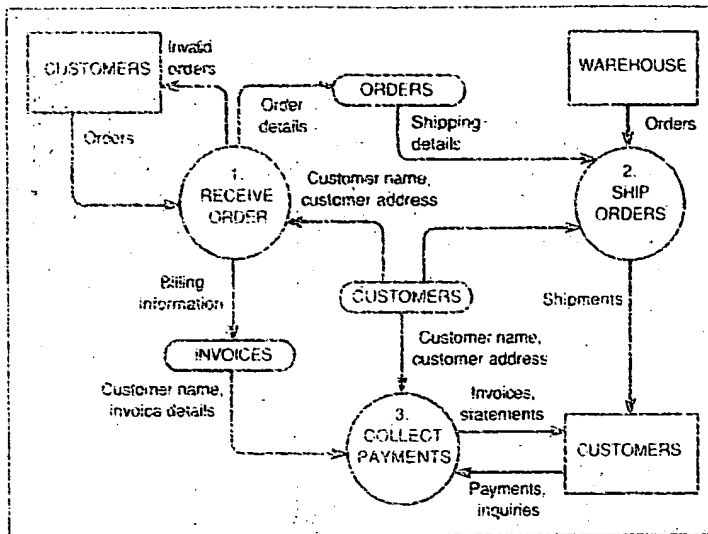 CUSTOMERS
Invalid
orders
Orders
Order
details
ORDERS
Shipping
details
WAREHOUSE
Orders
1.
RECEIVE
ORDER
Customer name,
customer address
2.
SHIP
ORDERS
Billing
information
CUSTOMERS
Shipments
INVOICES
Customer name,
customer address
Customer name,
invoica details
3.
COLLECT
PAYMENTS
Invoices,
statements
CUSTOMERS
Payments,
inquiries